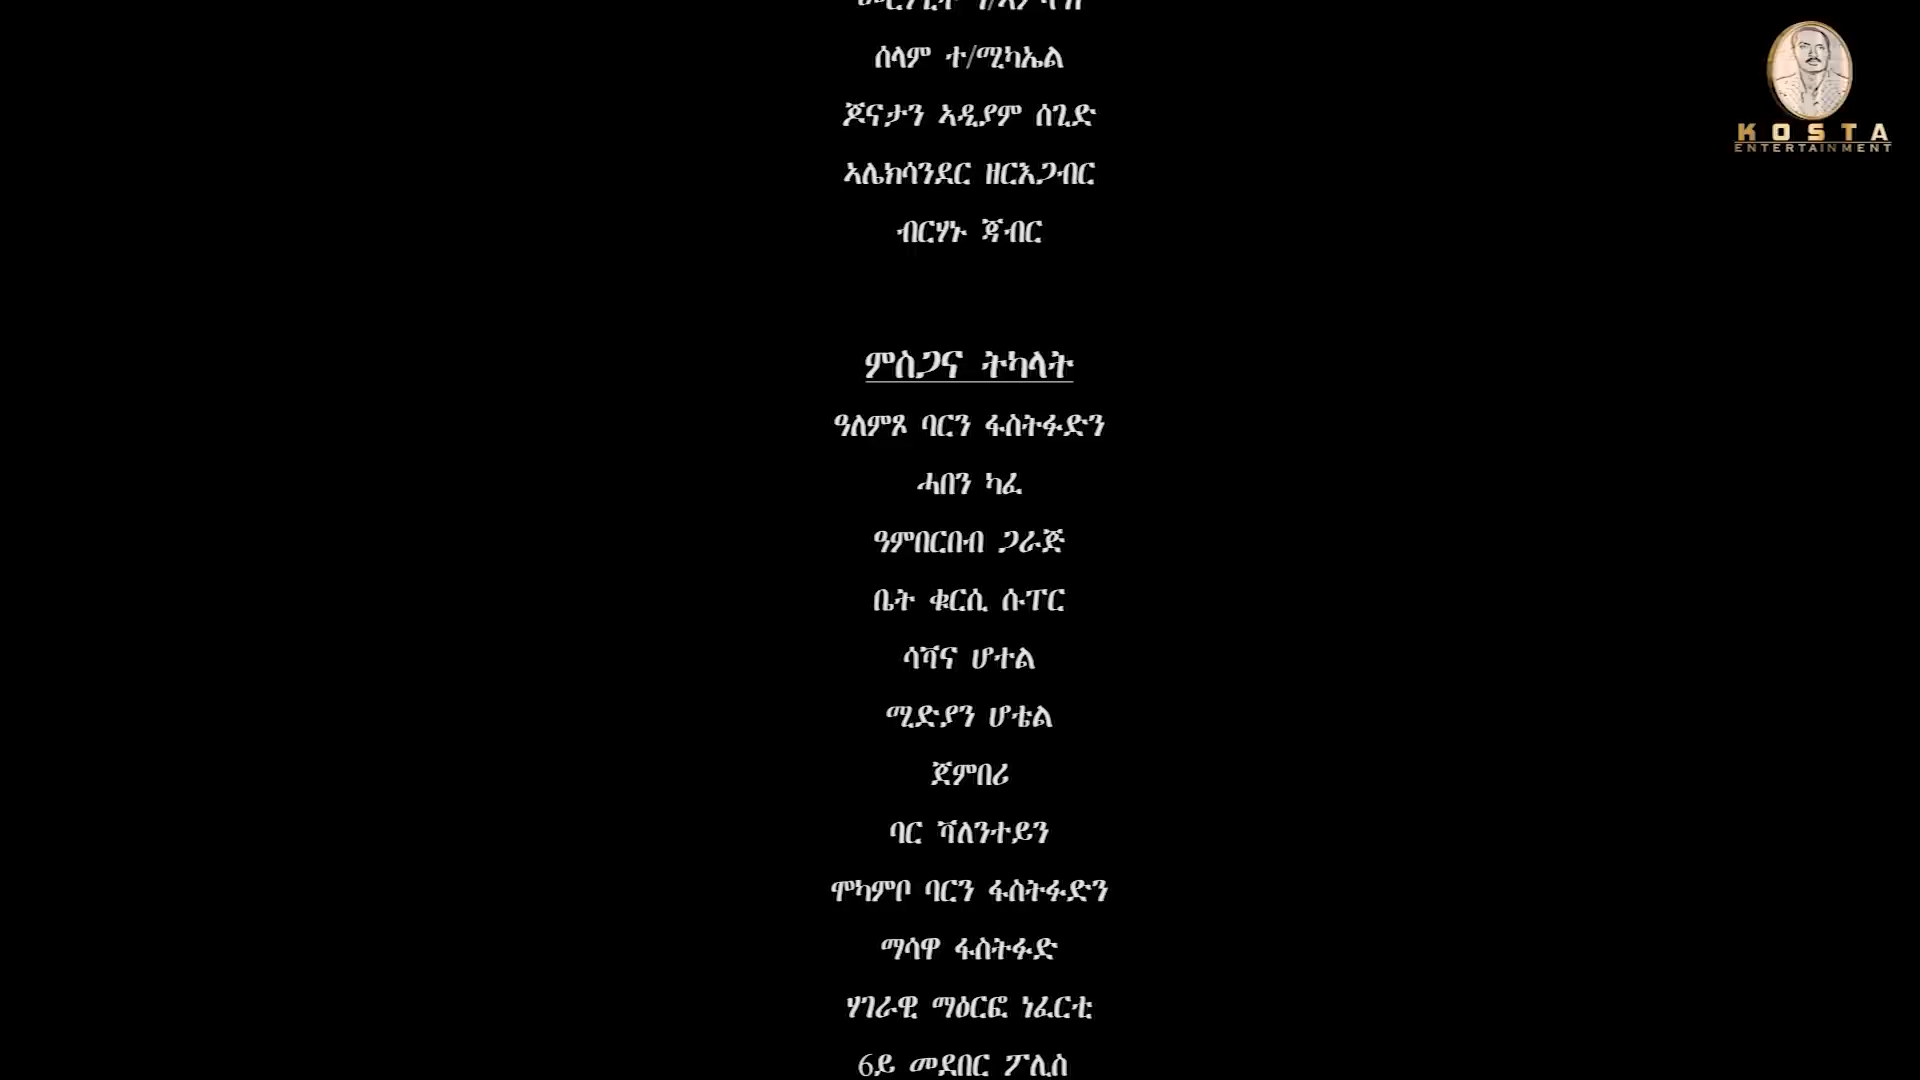 ሰላም ተ/ሚካኤል
ጆናታን ኣዲያም ሰጊድ
ኣሌክሳንደር ዘርእጋብር
ብርሃኑ ጃብር
ምስጋና ትካላት
ዓለምጾ ባርን ፋስትፉድን
ሓበን ካፈ
ዓምበርበብ ጋራጅ
ቤት ቁርሲ ሱፐር
ሳቫና ሆተል
ሚድያን ሆቴል
ጀምበሪ
ባር ቫለንተይን
ሞካምቦ ባርን ፋስትፉድን
ማሳዋ ፋስትፉድ
ሃገራዊ ማዕርፎ ነፈርቲ
6ይ መደበር ፖሊስ
KOSTA
ENTERTAINMENT